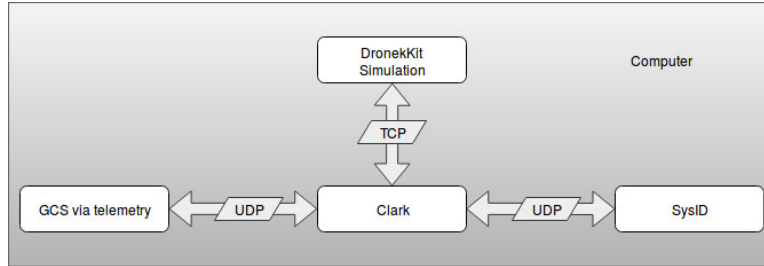 DronekKit
Simulation
Computer
TCP
GCS via telemetry
UDP
Clark
UDP
SysID